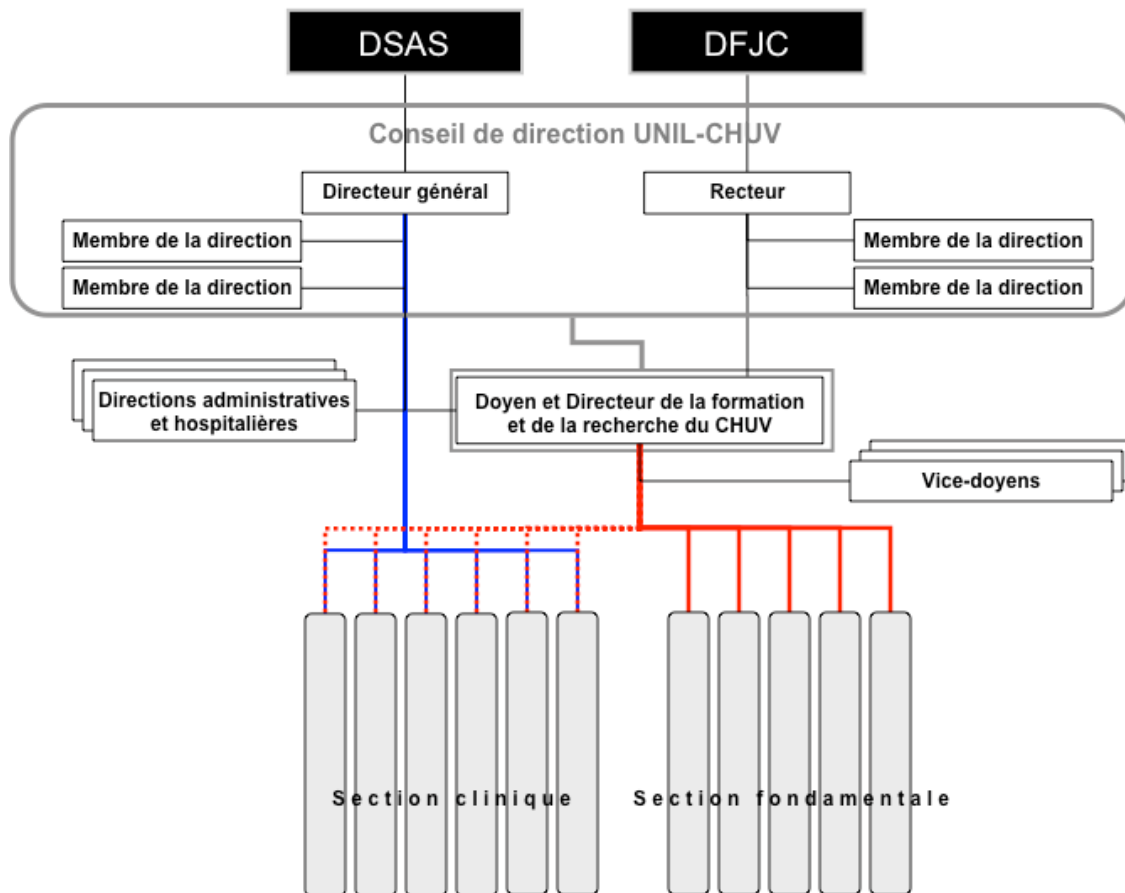 DSAS
DFJC
Conseil de direction UNIL-CHUV
Directeur général
Recteur
Membre de la direction
Membre de la direction
Membre de la direction
Membre de la direction
Directions administratives
et hospitalières
Doyen et Directeur de la formation
et de la recherche du CHUV
Vice-doyens
Section clinique
Section fondamentale